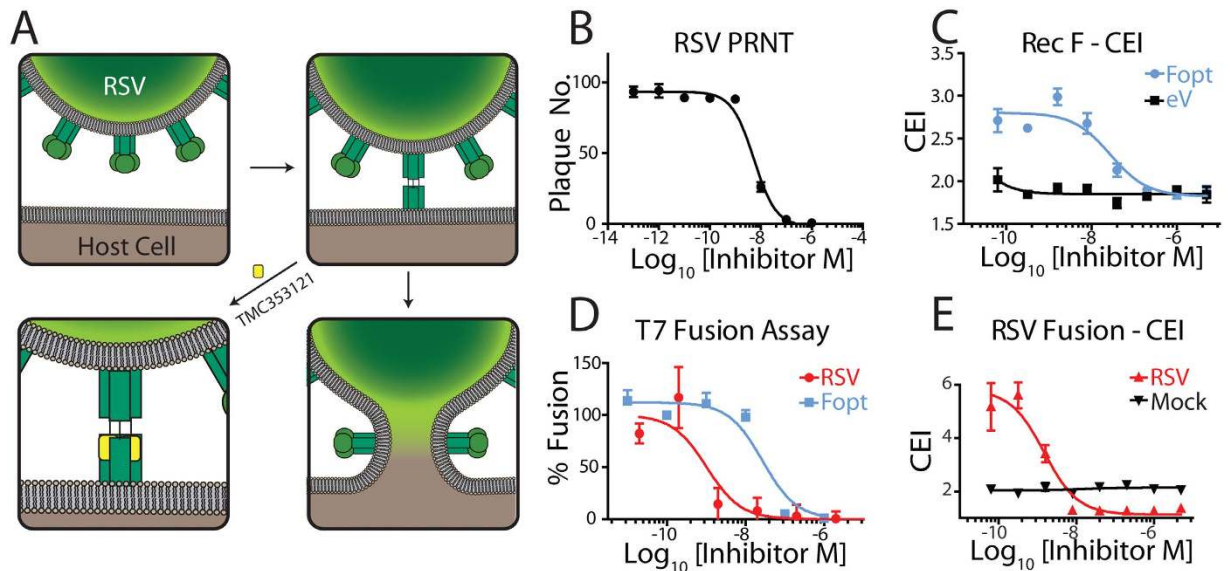 A
RSV
Host Cell
TMC353121
B
RSV PRNT
Plaque No.
100
50
0
-14 -12 -10 -8 -6 -4
Log10 [Inhibitor M]
C
Rec F - CEI
Fopt
eV
CEI
3.0
2.5
2.0
1.5
-10 -8 -6
Log10 [Inhibitor M]
D
T7 Fusion Assay
RSV
Fopt
% Fusion
150
100
50
0
-10 -8 -6
Log10 [Inhibitor M]
E
RSV Fusion - CEI
RSV
Mock
CEI
6
4
2
-10 -8 -6
Log10 [Inhibitor M]